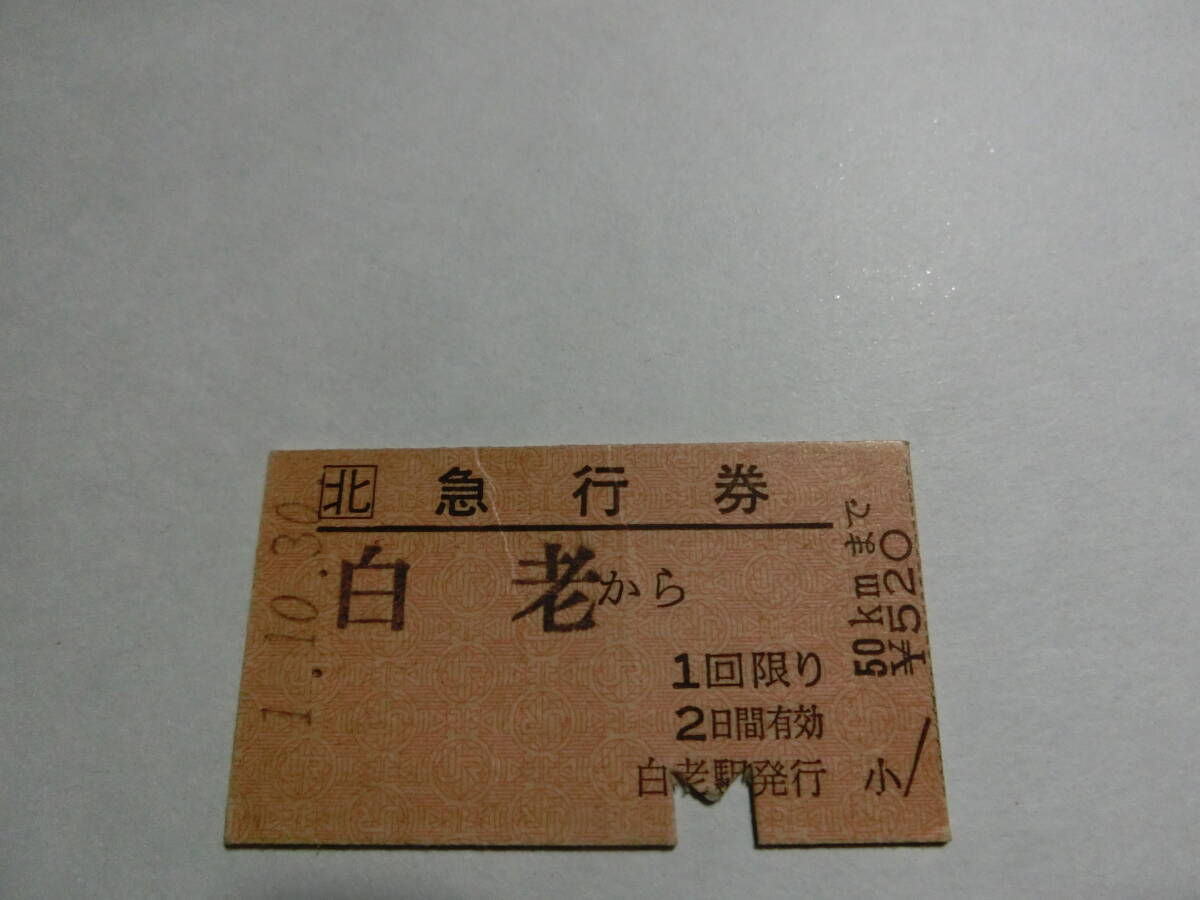 北 急行券
白老から
1回限り
2日間有効
白老駅発行
50kmまで
¥520
小
1.10.30